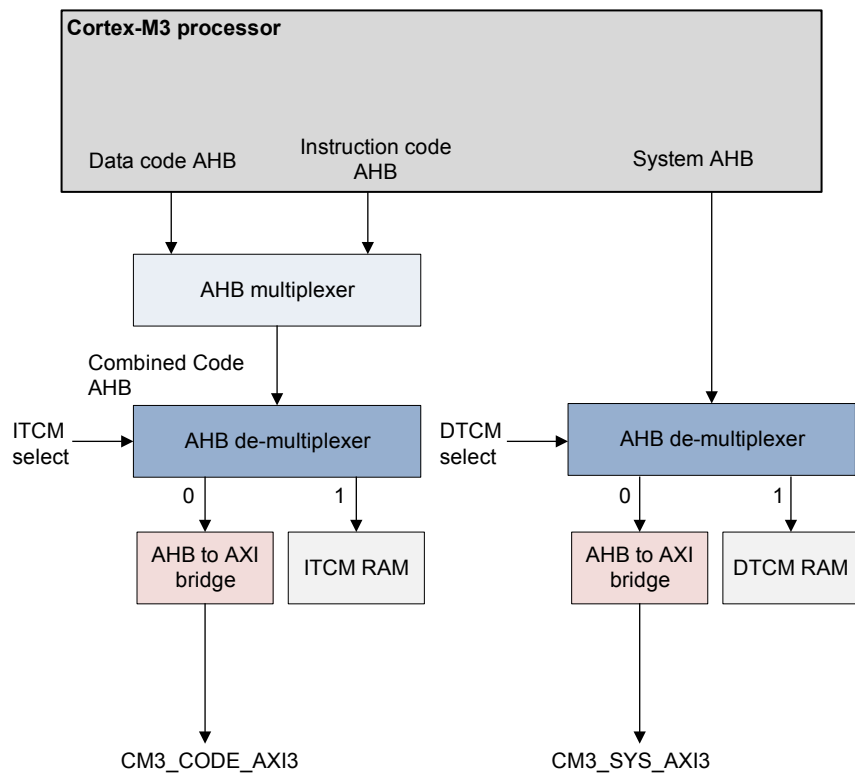 Cortex-M3 processor
Data code AHB
Instruction code
AHB
System AHB
AHB multiplexer
Combined Code
AHB
ITCM
select
AHB de-multiplexer
DTCM
select
AHB de-multiplexer
0
1
0
1
AHB to AXI
bridge
ITCM RAM
AHB to AXI
bridge
DTCM RAM
CM3_CODE_AXI3
CM3_SYS_AXI3